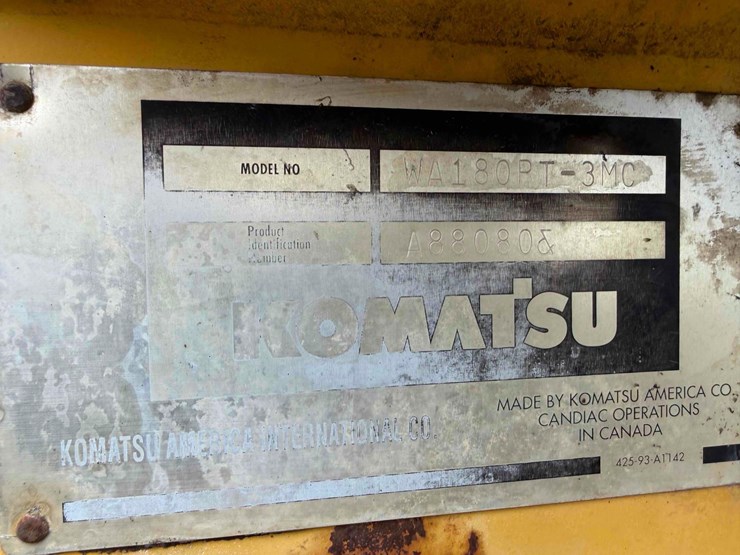 MODEL NO WA180PT-3MC
Product
Identification
Number
A88080&
KOMATSU
MADE BY KOMATSU AMERICA CO.
CANDIAC OPERATIONS
IN CANADA
KOMATSU AMERICA INTERNATIONAL CO.
425-93-A1142